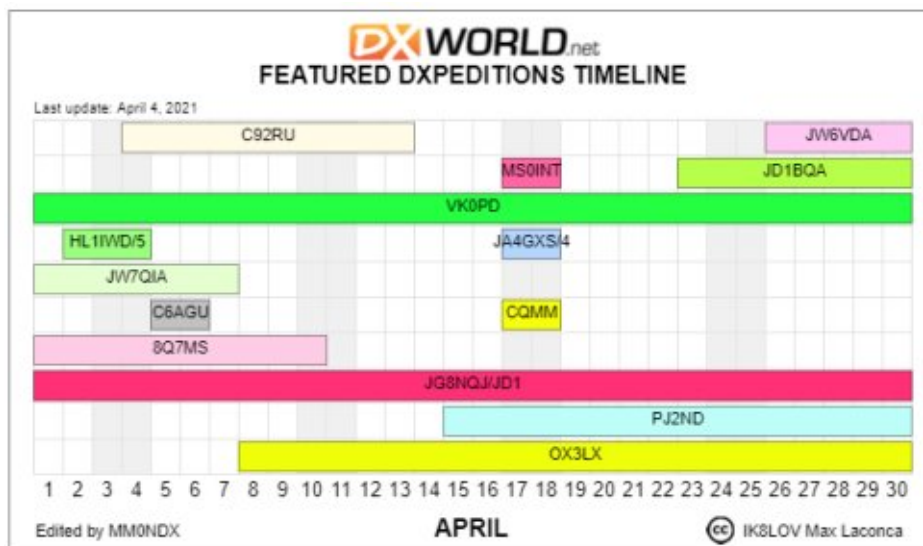 DX WORLD.net
FEATURED DXPEDITIONS TIMELINE
Last update: April 4, 2021
C92RU JW6VDA
MS0INT JD1BQA
VK0PD
HL1IWD/5 JA4GXS/4
JW7QIA
C6AGU CQMM
8Q7MS
JG8NQJ/JD1
PJ2ND
OX3LX
1 2 3 4 5 6 7 8 9 10 11 12 13 14 15 16 17 18 19 20 21 22 23 24 25 26 27 28 29 30
Edited by MM0NDX APRIL cc IK8LOV Max Laconca